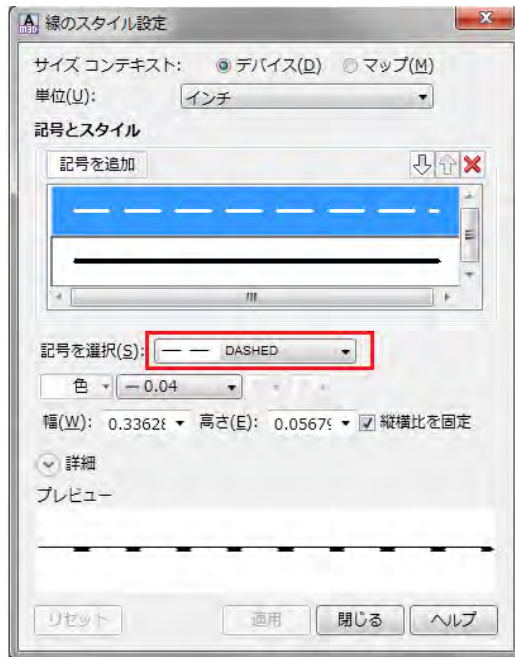 線のスタイル設定
サイズ コンテキスト: デバイス(D) マップ(M)
単位(U): インチ
記号とスタイル
記号を追加
記号を選択(S): DASHED
色 0.04
幅(W): 0.33628 高さ(E): 0.05679 縦横比を固定
詳細
プレビュー
リセット 適用 閉じる ヘルプ